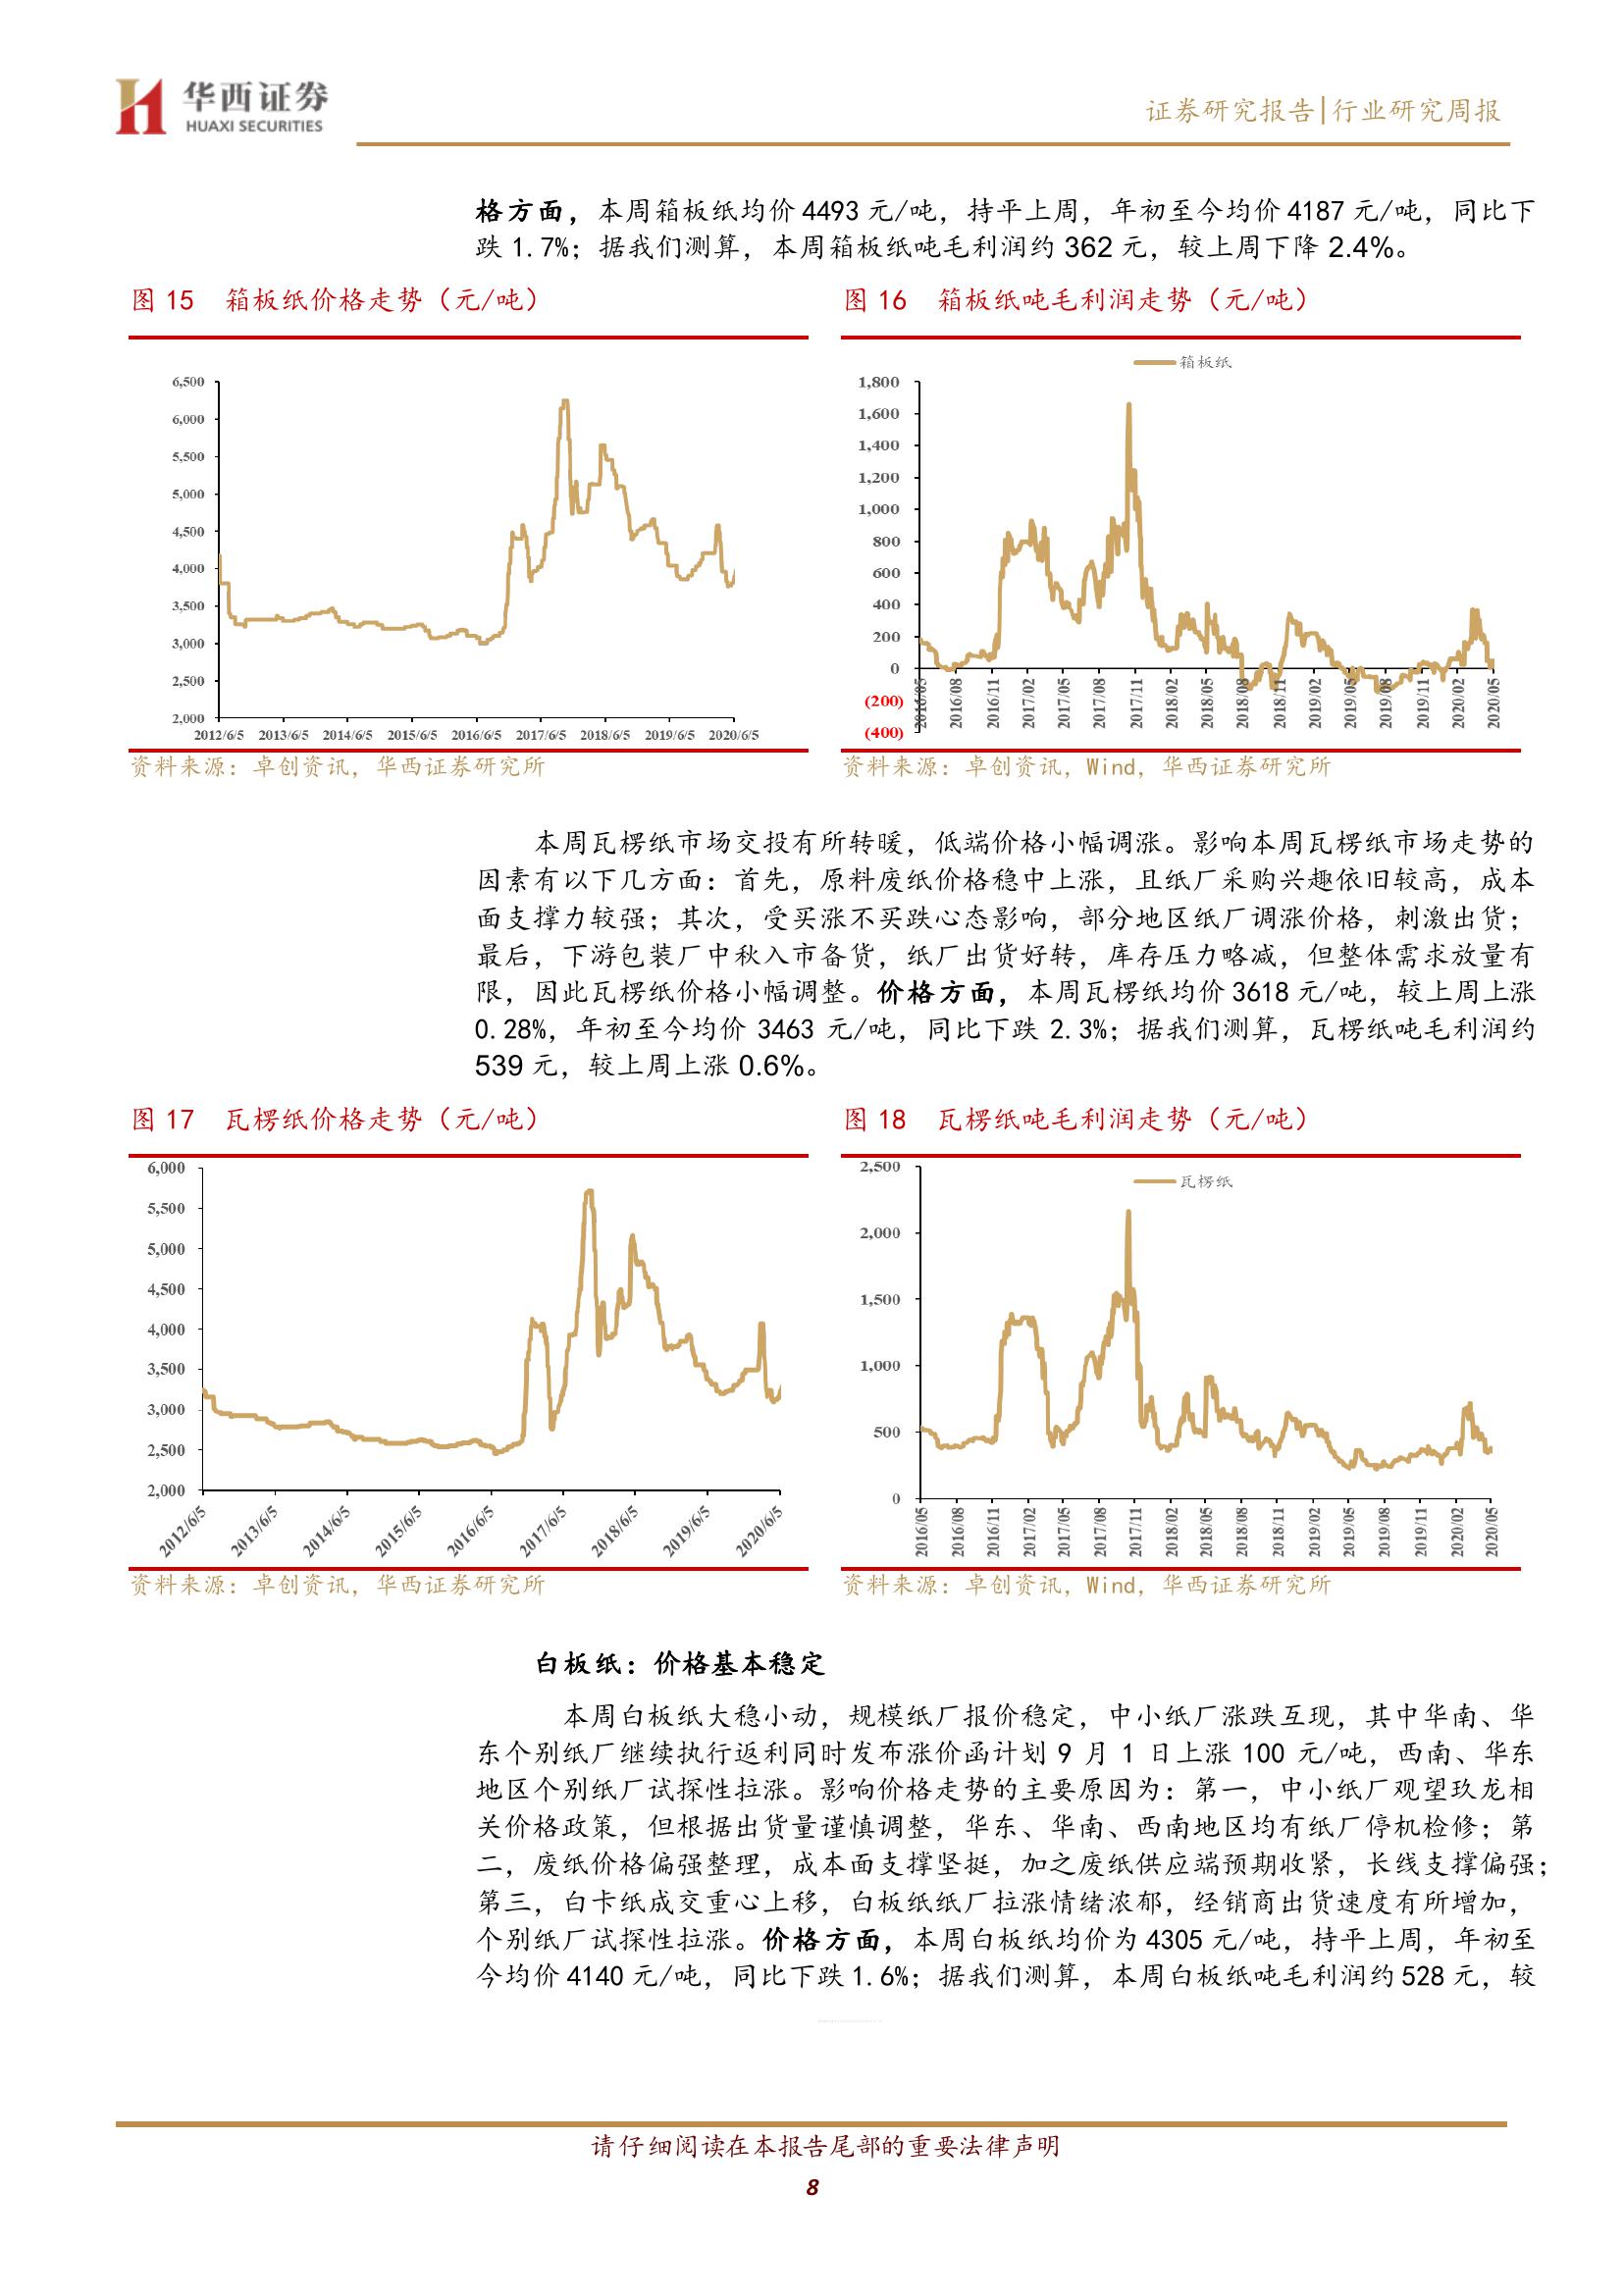 华西证券
HUAXI SECURITIES
证券研究报告|行业研究周报
格方面，本周箱板纸均价 4493 元/吨，持平上周，年初至今均价 4187 元/吨，同比下
跌 1.7%；据我们测算，本周箱板纸吨毛利润约 362 元，较上周下降 2.4%。
图 15 箱板纸价格走势（元/吨）
6,500
6,000
5,500
5,000
4,500
4,000
3,500
3,000
2,500
2,000
2012/6/5 2013/6/5 2014/6/5 2015/6/5 2016/6/5 2017/6/5 2018/6/5 2019/6/5 2020/6/5
资料来源：卓创资讯，华西证券研究所
图 16 箱板纸吨毛利润走势（元/吨）
箱板纸
1,800
1,600
1,400
1,200
1,000
800
600
400
200
0
(200)
(400)
2016/05 2016/08 2016/11 2017/02 2017/05 2017/08 2017/11 2018/02 2018/05 2018/08 2018/11 2019/02 2019/05 2019/08 2019/11 2020/02 2020/05
资料来源：卓创资讯，Wind，华西证券研究所
本周瓦楞纸市场交投有所转暖，低端价格小幅调涨。影响本周瓦楞纸市场走势的
因素有以下几方面：首先，原料废纸价格稳中上涨，且纸厂采购兴趣依旧较高，成本
面支撑力较强；其次，受买涨不买跌心态影响，部分地区纸厂调涨价格，刺激出货；
最后，下游包装厂中秋入市备货，纸厂出货好转，库存压力略减，但整体需求放量有
限，因此瓦楞纸价格小幅调整。价格方面，本周瓦楞纸均价 3618 元/吨，较上周上涨
0.28%，年初至今均价 3463 元/吨，同比下跌 2.3%；据我们测算，瓦楞纸吨毛利润约
539 元，较上周上涨 0.6%。
图 17 瓦楞纸价格走势（元/吨）
6,000
5,500
5,000
4,500
4,000
3,500
3,000
2,500
2,000
2012/6/5 2013/6/5 2014/6/5 2015/6/5 2016/6/5 2017/6/5 2018/6/5 2019/6/5 2020/6/5
资料来源：卓创资讯，华西证券研究所
图 18 瓦楞纸吨毛利润走势（元/吨）
瓦楞纸
2,500
2,000
1,500
1,000
500
0
2016/05 2016/08 2016/11 2017/02 2017/05 2017/08 2017/11 2018/02 2018/05 2018/08 2018/11 2019/02 2019/05 2019/08 2019/11 2020/02 2020/05
资料来源：卓创资讯，Wind，华西证券研究所
白板纸：价格基本稳定
本周白板纸大稳小动，规模纸厂报价稳定，中小纸厂涨跌互现，其中华南、华
东个别纸厂继续执行返利同时发布涨价函计划 9 月 1 日上涨 100 元/吨，西南、华东
地区个别纸厂试探性拉涨。影响价格走势的主要原因为：第一，中小纸厂观望玖龙相
关价格政策，但根据出货量谨慎调整，华东、华南、西南地区均有纸厂停机检修；第
二，废纸价格偏强整理，成本面支撑坚挺，加之废纸供应端预期收紧，长线支撑偏强；
第三，白卡纸成交重心上移，白板纸纸厂拉涨情绪浓郁，经销商出货速度有所增加，
个别纸厂试探性拉涨。价格方面，本周白板纸均价为 4305 元/吨，持平上周，年初至
今均价 4140 元/吨，同比下跌 1.6%；据我们测算，本周白板纸吨毛利润约 528 元，较
请仔细阅读在本报告尾部的重要法律声明
8